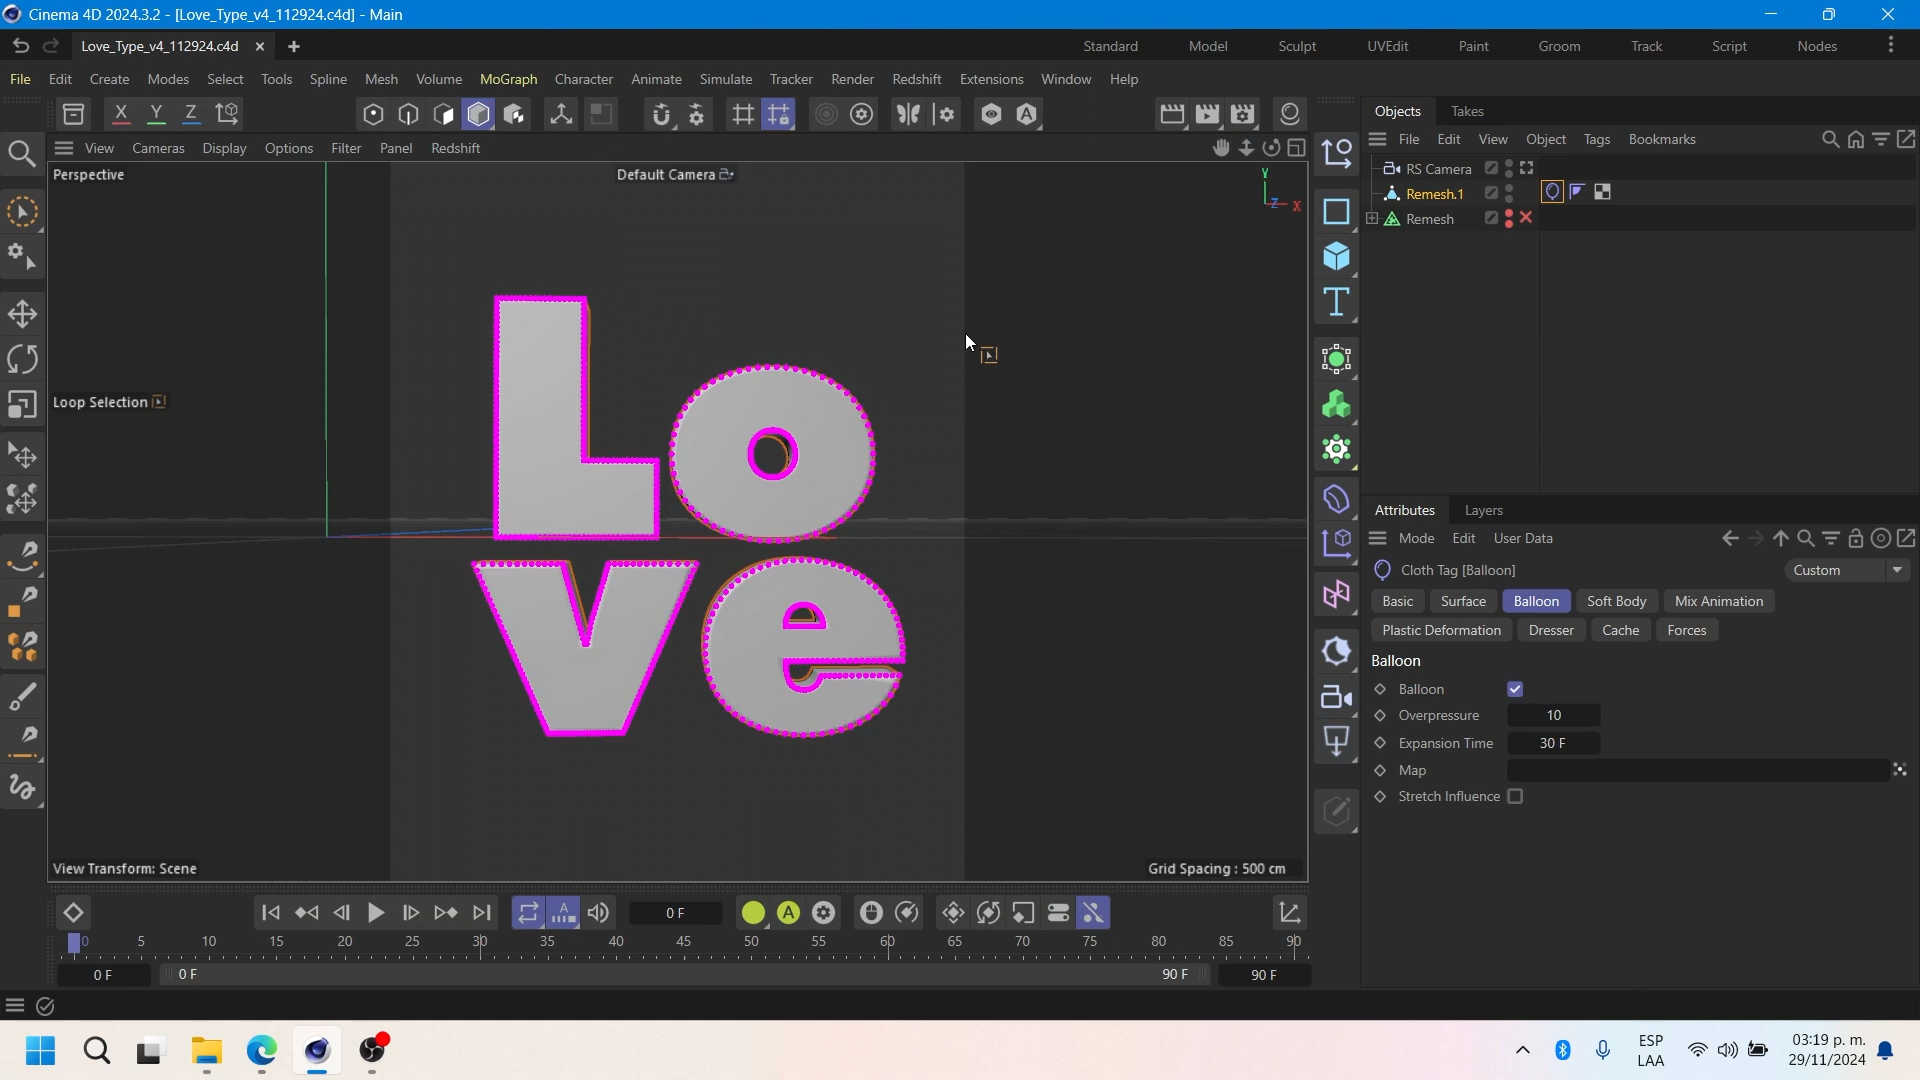 Cinema 4D 2024.3.2 - [Love_Type_v4_112924.c4d] - Main
Love_Type_v4_112924.c4d
Standard Model Sculpt UVEdit Paint Groom Track Script Nodes
File Edit Create Modes Select Tools Spline Mesh Volume MoGraph Character Animate Simulate Tracker Render Redshift Extensions Window Help
X Y Z
Objects Takes
File Edit View Object Tags Bookmarks
View Cameras Display Options Filter Panel Redshift
Perspective
Default Camera
Y
Z X
RS Camera
Remesh.1
Remesh
Loop Selection
Love
Attributes Layers
Mode Edit User Data
Cloth Tag [Balloon]
Custom
Basic Surface Balloon Soft Body Mix Animation
Plastic Deformation Dresser Cache Forces
Balloon
Balloon
Overpressure 10
Expansion Time 30 F
Map
Stretch Influence
View Transform: Scene
Grid Spacing : 500 cm
0 F
0 5 10 15 20 25 30 35 40 45 50 55 60 65 70 75 80 85 90
0 F 0 F 90 F 90 F
ESP
LAA
03:19 p. m.
29/11/2024